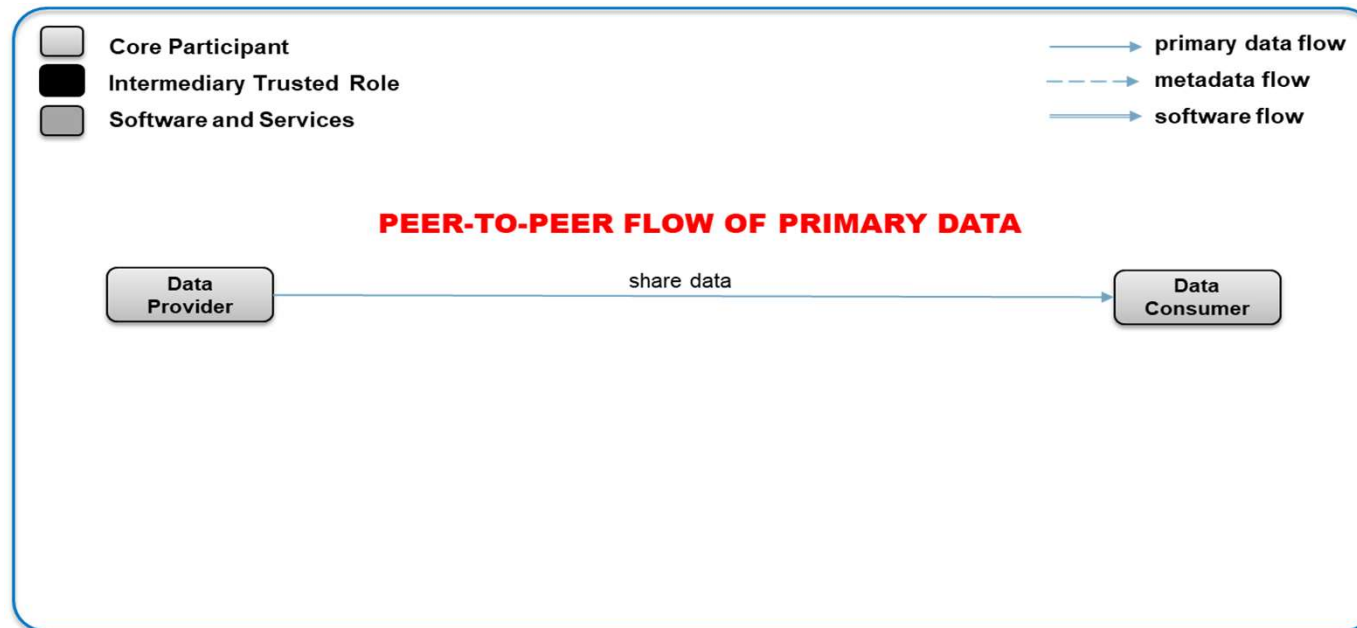 Core Participant
Intermediary Trusted Role
Software and Services
primary data flow
metadata flow
software flow
PEER-TO-PEER FLOW OF PRIMARY DATA
Data
Provider
share data
Data
Consumer